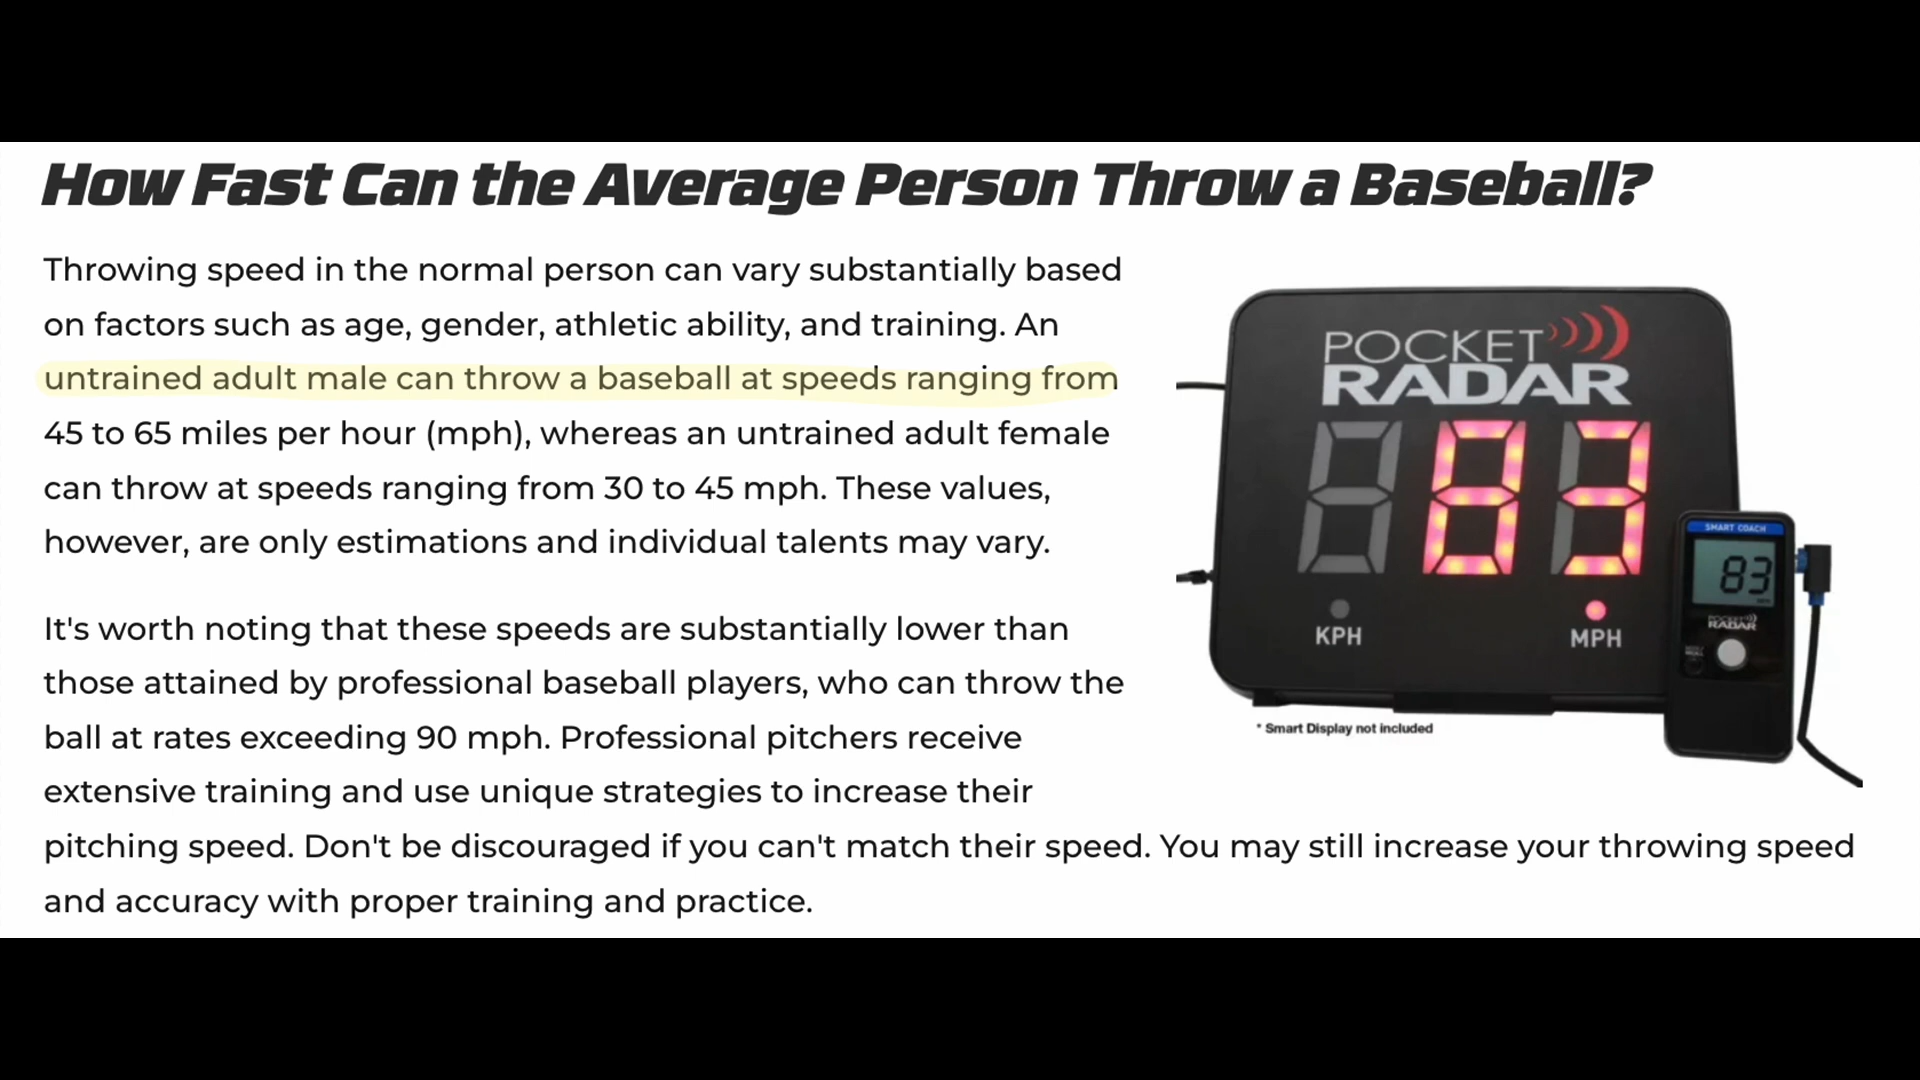 How Fast Can the Average Person Throw a Baseball?
Throwing speed in the normal person can vary substantially based
on factors such as age, gender, athletic ability, and training. An
untrained adult male can throw a baseball at speeds ranging from
45 to 65 miles per hour (mph), whereas an untrained adult female
can throw at speeds ranging from 30 to 45 mph. These values,
however, are only estimations and individual talents may vary.
It's worth noting that these speeds are substantially lower than
those attained by professional baseball players, who can throw the
ball at rates exceeding 90 mph. Professional pitchers receive
extensive training and use unique strategies to increase their
pitching speed. Don't be discouraged if you can't match their speed. You may still increase your throwing speed
and accuracy with proper training and practice.
POCKET
RADAR
83
KPH MPH
SMART COACH
83
POCKET
RADAR
* Smart Display not included